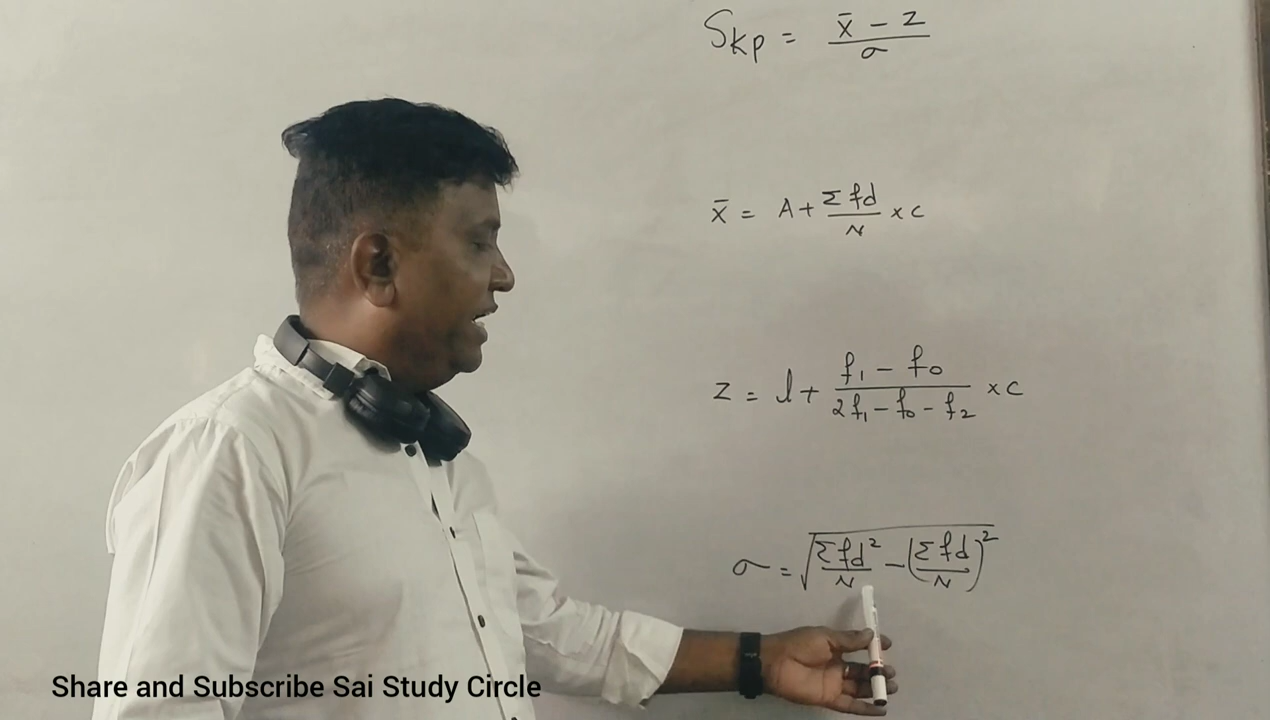 Skp = x̄ - z / σ
x̄ = A + Σfd / N × c
z = l + f₁ - f₀ / 2f₁ - f₀ - f₂ × c
σ = √Σfd² / N - (Σfd / N)²
Share and Subscribe Sai Study Circle